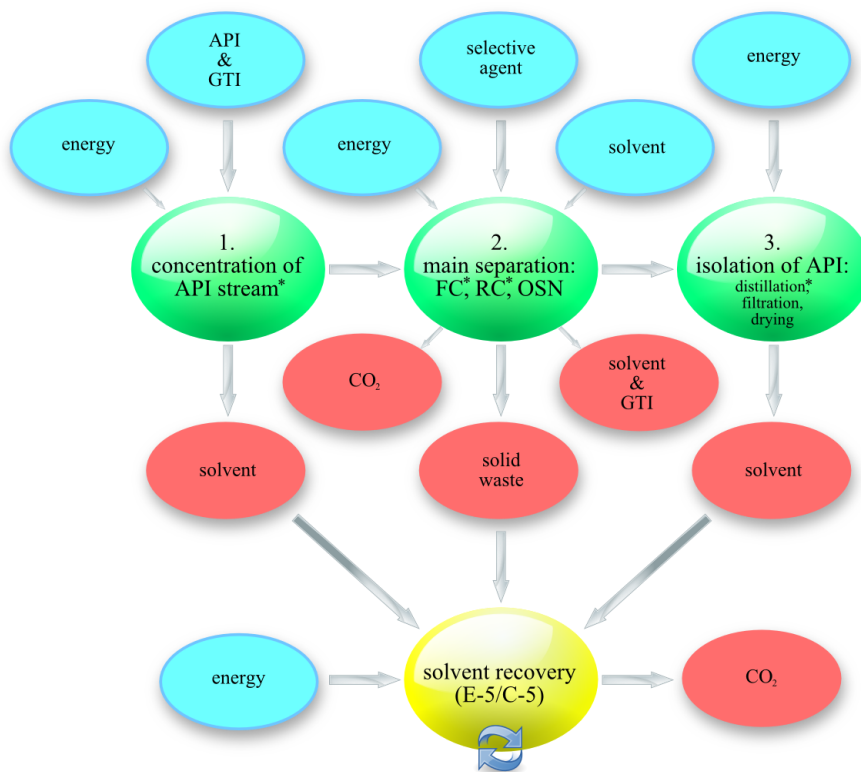 API
&
GTI
selective
agent
energy
energy
energy
solvent
1.
concentration of
API stream*
2.
main separation:
FC*, RC*, OSN
3.
isolation of API:
distillation,*
filtration,
drying
CO₂
solvent
&
GTI
solvent
solid
waste
solvent
energy
solvent recovery
(E-5/C-5)
CO₂